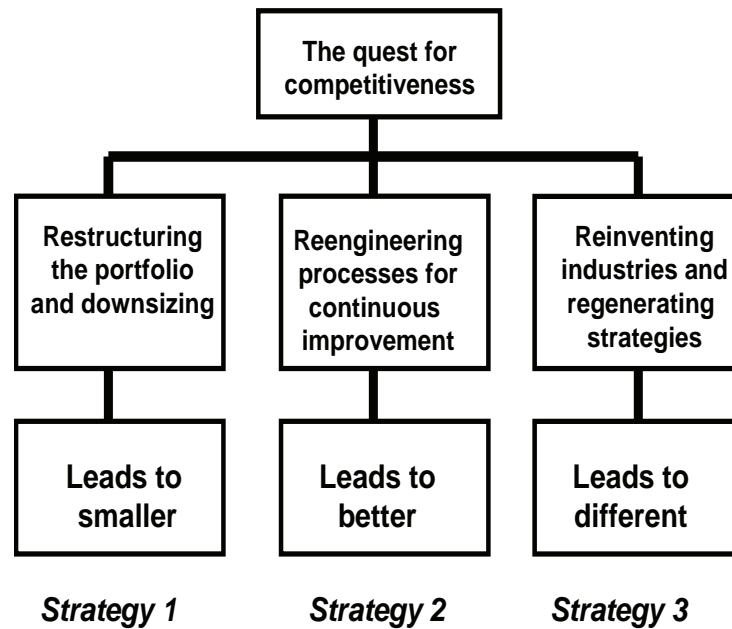 The quest for
competitiveness
Restructuring
the portfolio
and downsizing
Reengineering
processes for
continuous
improvement
Reinventing
industries and
regenerating
strategies
Leads to
smaller
Leads to
better
Leads to
different
Strategy 1
Strategy 2
Strategy 3